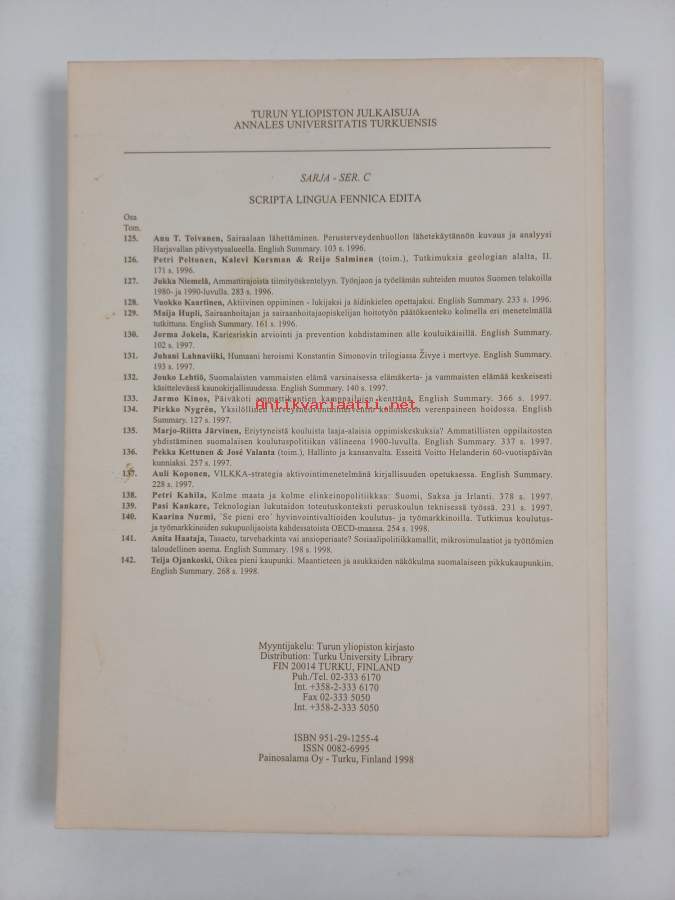 TURUN YLIOPISTON JULKAISUJA
ANNALES UNIVERSITATIS TURKUENSIS
SARJA - SER. C
SCRIPTA LINGUA FENNICA EDITA
Osa
Tom.
125. Anu T. Toivanen, Sairaalaan lähettäminen. Perusterveydenhuollon lähetekäytännön kuvaus ja analyysi
Harjavallan päivystysalueella. English Summary. 103 s. 1996.
126. Petri Peltonen, Kalevi Korsman & Reijo Salminen (toim.), Tutkimuksia geologian alalta, II.
171 s. 1996.
127. Jukka Niemelä, Ammattirajoista tiimityöskentelyyn. Työnjaon ja työelämän suhteiden muutos Suomen telakoilla
1980- ja 1990-luvulla. 283 s. 1996.
128. Vuokko Kaartinen, Aktiivinen oppiminen - lukijaksi ja äidinkielen opettajaksi. English Summary. 233 s. 1996.
129. Maija Hupli, Sairaanhoitajan ja sairaanhoitajaopiskelijan hoitotyön päätöksenteko kolmella eri menetelmällä
tutkittuna. English Summary. 161 s. 1996.
130. Jorma Jokela, Kariesriskin arviointi ja prevention kohdistaminen alle kouluikäisillä. English Summary.
102 s. 1997.
131. Juhani Lahnaviiki, Humaani heroismi Konstantin Simonovin trilogiassa Živye i mertvye. English Summary.
193 s. 1997.
132. Jouko Lehtiö, Suomalaisten vammaisten elämä varsinaisessa elämäkerta- ja vammaisten elämää keskeisesti
käsittelevässä kaunokirjallisuudessa. English Summary. 140 s. 1997.
133. Jarmo Kinos, Päiväkoti ammattikuntien kamppailujen kenttänä. English Summary. 366 s. 1997.
Antikvariaatti.net
134. Pirkko Nygrén, Yksilöllinen terveysneuvontainterventio kohonneen verenpaineen hoidossa. English
Summary. 127 s. 1997.
135. Marjo-Riitta Järvinen, Eriytyneistä kouluista laaja-alaisia oppimiskeskuksia? Ammatillisten oppilaitosten
yhdistäminen suomalaisen koulutuspolitiikan välineenä 1900-luvulla. English Summary. 337 s. 1997.
136. Pekka Kettunen & José Valanta (toim.), Hallinto ja kansanvalta. Esseitä Voitto Helanderin 60-vuotispäivän
kunniaksi. 257 s. 1997.
137. Auli Koponen, VILKKA-strategia aktivointimenetelmänä kirjallisuuden opetuksessa. English Summary.
228 s. 1997.
138. Petri Kahila, Kolme maata ja kolme elinkeinopolitiikkaa: Suomi, Saksa ja Irlanti. 378 s. 1997.
139. Pasi Kankare, Teknologian lukutaidon toteutuskonteksti peruskoulun teknisessä työssä. 231 s. 1997.
140. Kaarina Nurmi, 'Se pieni ero' hyvinvointivaltioiden koulutus- ja työmarkkinoilla. Tutkimus koulutus-
ja työmarkkinoiden sukupuolijaoista kahdessatoista OECD-maassa. 254 s. 1998.
141. Anita Haataja, Tasaetu, tarveharkinta vai ansioperiaate? Sosiaalipolitiikkamallit, mikrosimulaatiot ja työttömien
taloudellinen asema. English Summary. 198 s. 1998.
142. Teija Ojankoski, Oikea pieni kaupunki. Maantieteen ja asukkaiden näkökulma suomalaiseen pikkukaupunkiin.
English Summary. 268 s. 1998.
Myyntijakelu: Turun yliopiston kirjasto
Distribution: Turku University Library
FIN 20014 TURKU, FINLAND
Puh./Tel. 02-333 6170
Int. +358-2-333 6170
Fax 02-333 5050
Int. +358-2-333 5050
ISBN 951-29-1255-4
ISSN 0082-6995
Painosalama Oy - Turku, Finland 1998